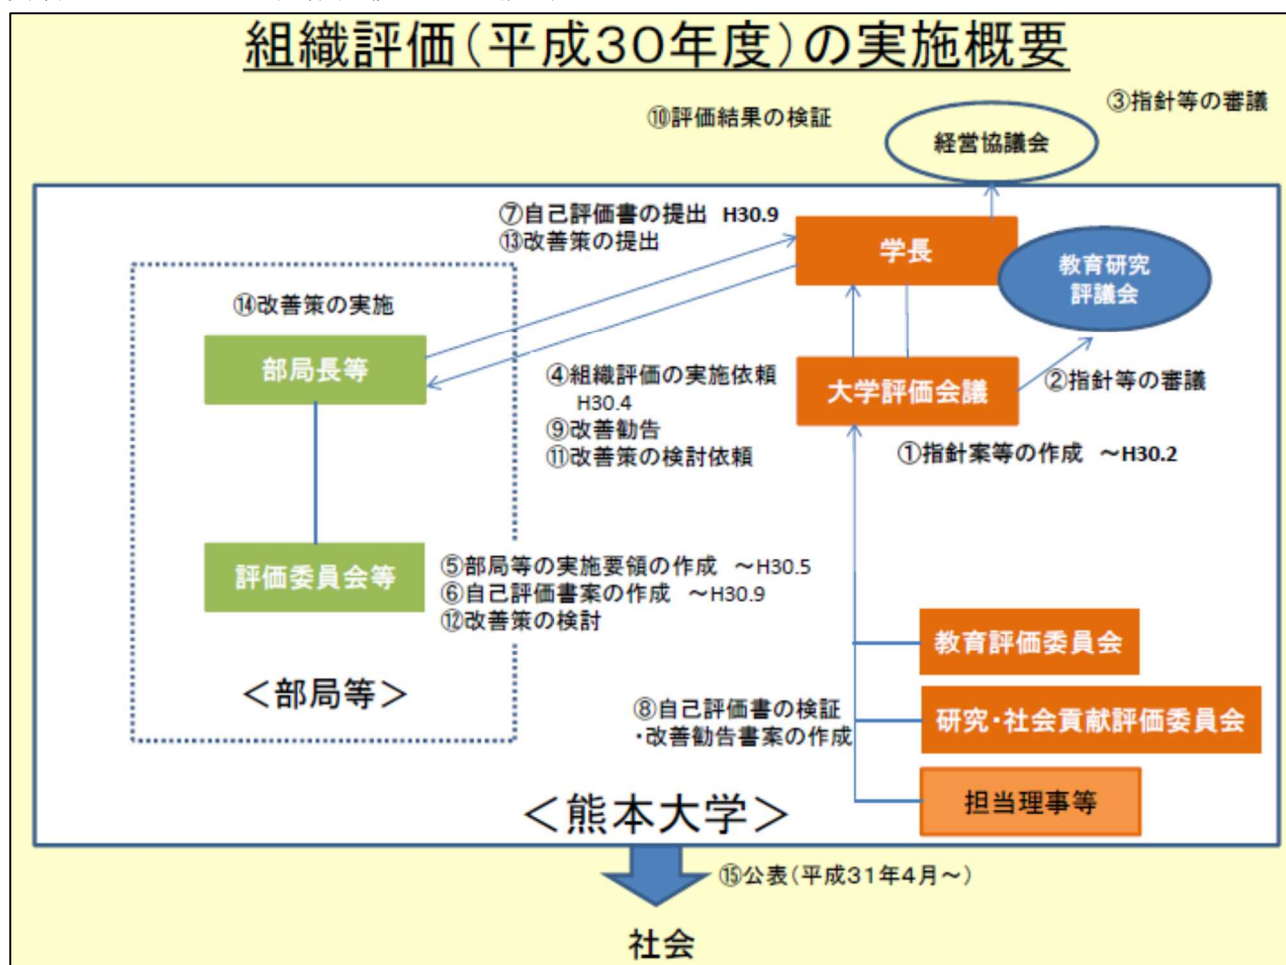 組織評価(平成30年度)の実施概要
③指針等の審議
⑩評価結果の検証
経営協議会
⑦自己評価書の提出 H30.9
⑬改善策の提出
学長
教育研究
評議会
⑭改善策の実施
部局長等
④組織評価の実施依頼
H30.4
⑨改善勧告
⑪改善策の検討依頼
大学評価会議
②指針等の審議
①指針案等の作成 ～H30.2
評価委員会等
⑤部局等の実施要領の作成 ～H30.5
⑥自己評価書案の作成 ～H30.9
⑫改善策の検討
<部局等>
教育評価委員会
⑧自己評価書の検証
・改善勧告書案の作成
研究・社会貢献評価委員会
担当理事等
<熊本大学>
⑮公表(平成31年4月～)
社会